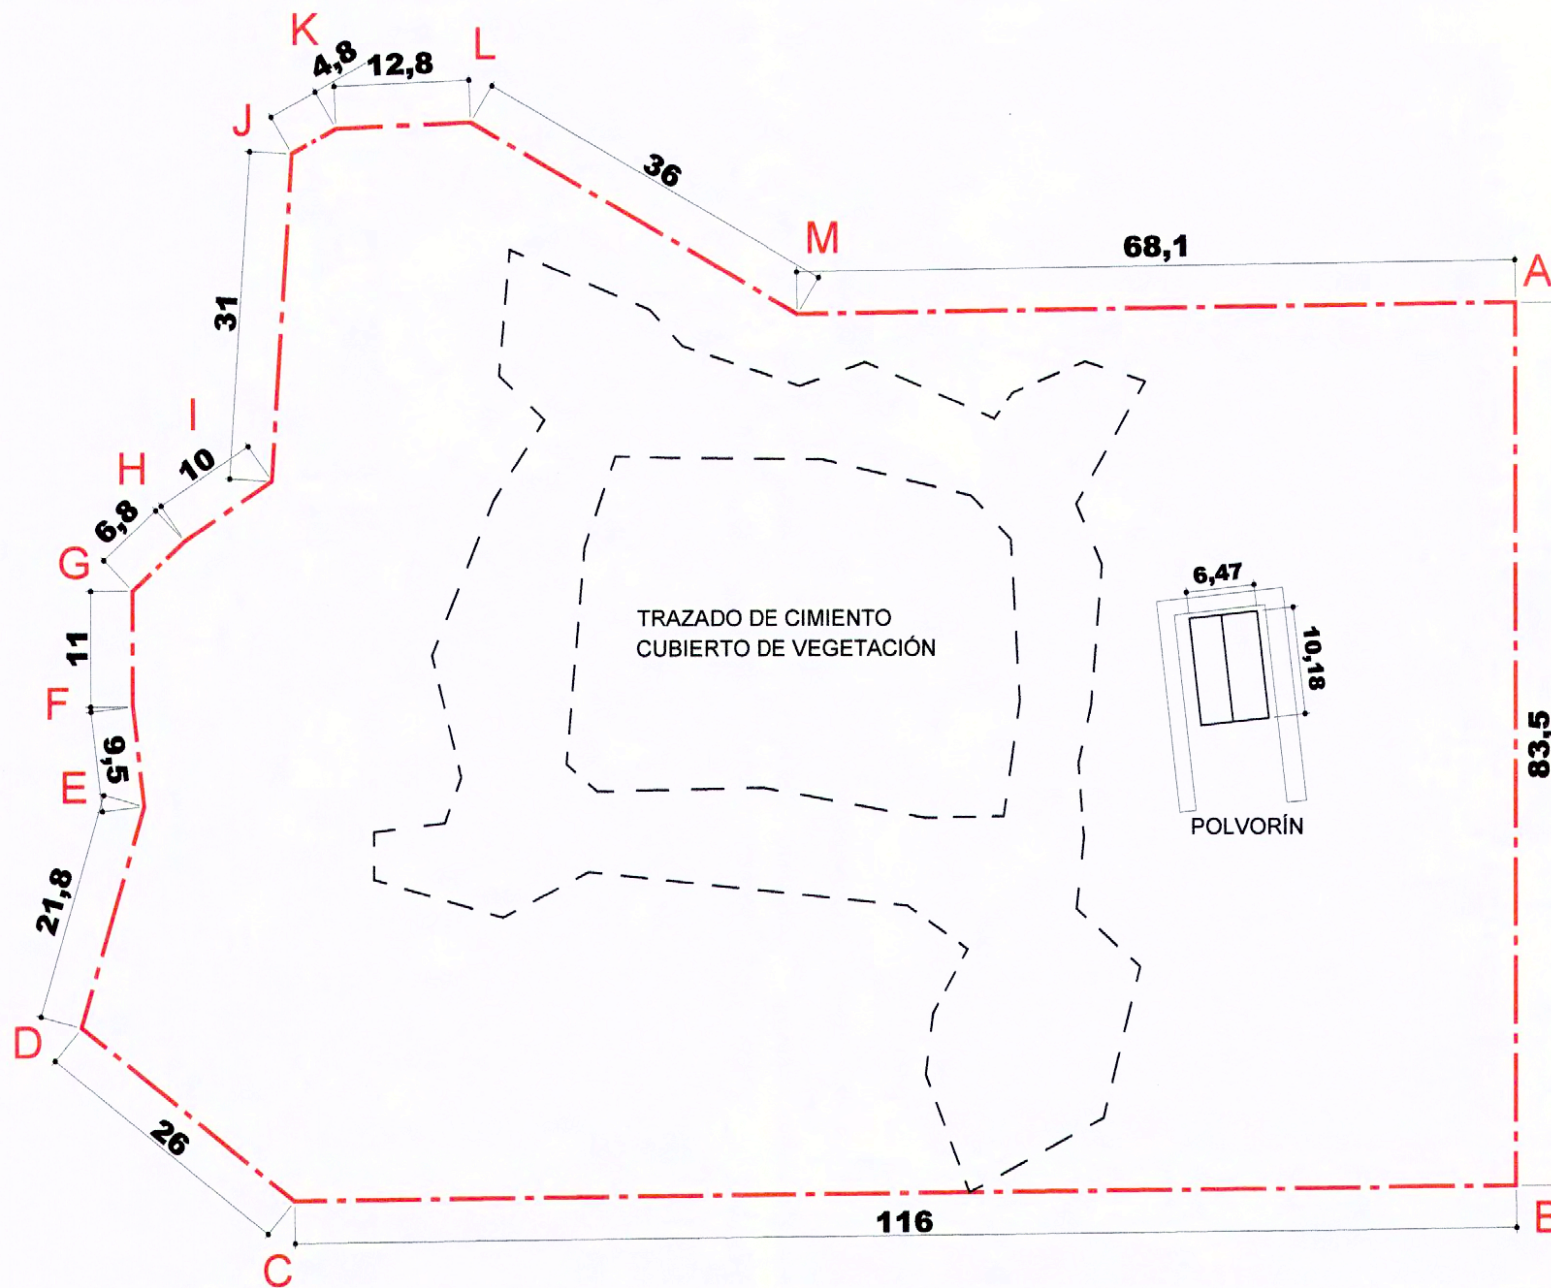 K
L
4,8
12,8
J
36
M
68,1
A
31
I
H
10
6,8
G
11
F
9,5
E
21,8
D
26
C
116
B
83,5
6,47
10,18
TRAZADO DE CIMIENTO
CUBIERTO DE VEGETACIÓN
POLVORÍN